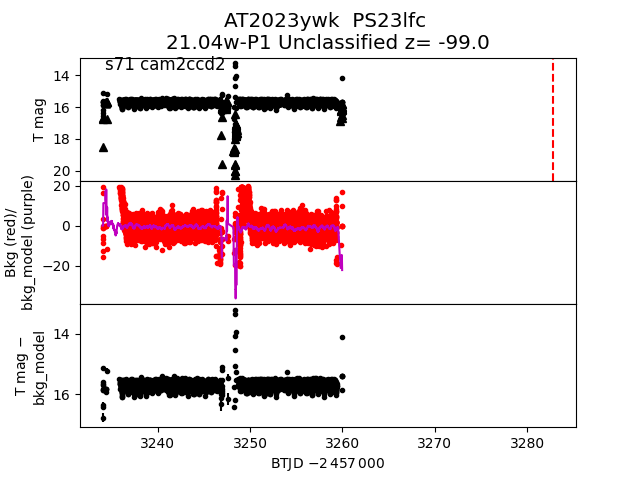 AT2023ywk  PS23lfc
21.04w-P1 Unclassified z= -99.0
s71 cam2ccd2
T mag
14
16
18
20
Bkg (red)/
bkg_model (purple)
20
0
−20
T mag −
bkg_model
14
16
3240 3250 3260 3270 3280
BTJD −2 457 000